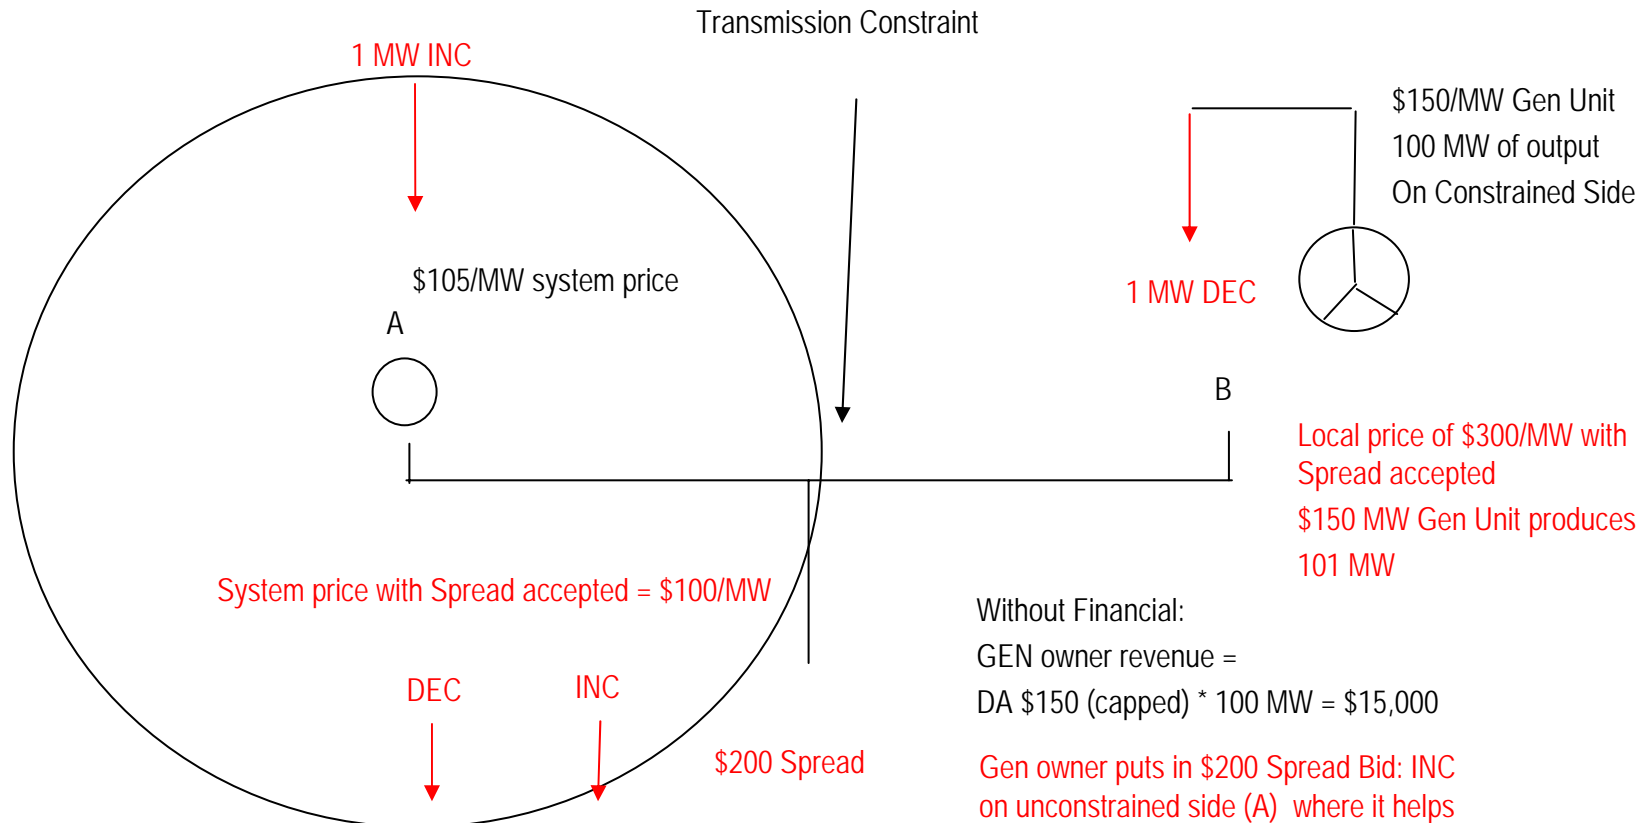 Transmission Constraint
1 MW INC
$150/MW Gen Unit
100 MW of output
On Constrained Side
$105/MW system price
1 MW DEC
A
B
Local price of $300/MW with
Spread accepted
$150 MW Gen Unit produces
101 MW
System price with Spread accepted = $100/MW
Without Financial:
GEN owner revenue =
DA $150 (capped) * 100 MW = $15,000
DEC
INC
$200 Spread
Gen owner puts in $200 Spread Bid: INC
on unconstrained side (A) where it helps